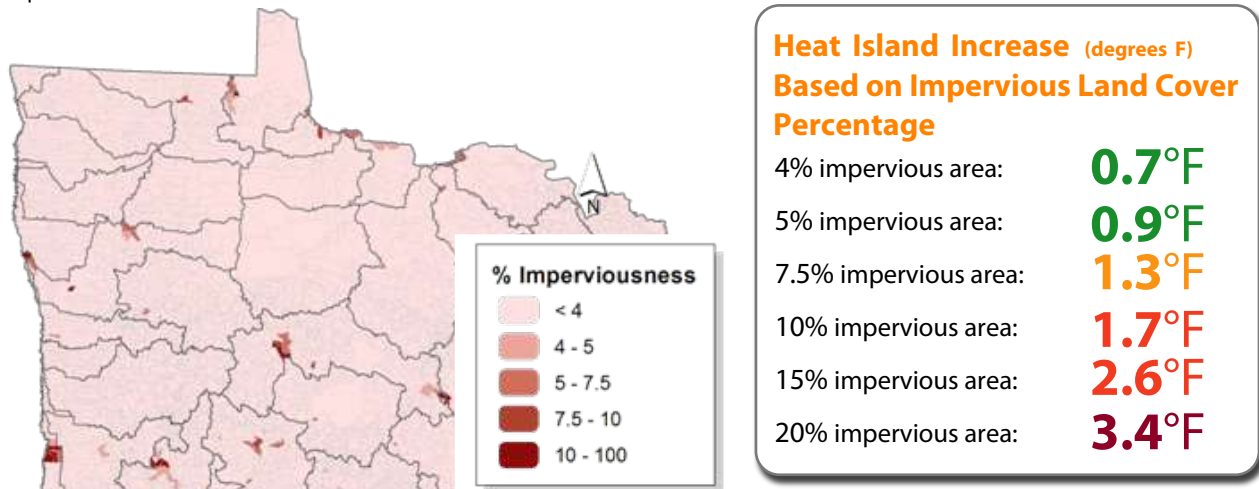 N
% Imperviousness
< 4
4 - 5
5 - 7.5
7.5 - 10
10 - 100
Heat Island Increase (degrees F)
Based on Impervious Land Cover
Percentage
4% impervious area: 0.7°F
5% impervious area: 0.9°F
7.5% impervious area: 1.3°F
10% impervious area: 1.7°F
15% impervious area: 2.6°F
20% impervious area: 3.4°F